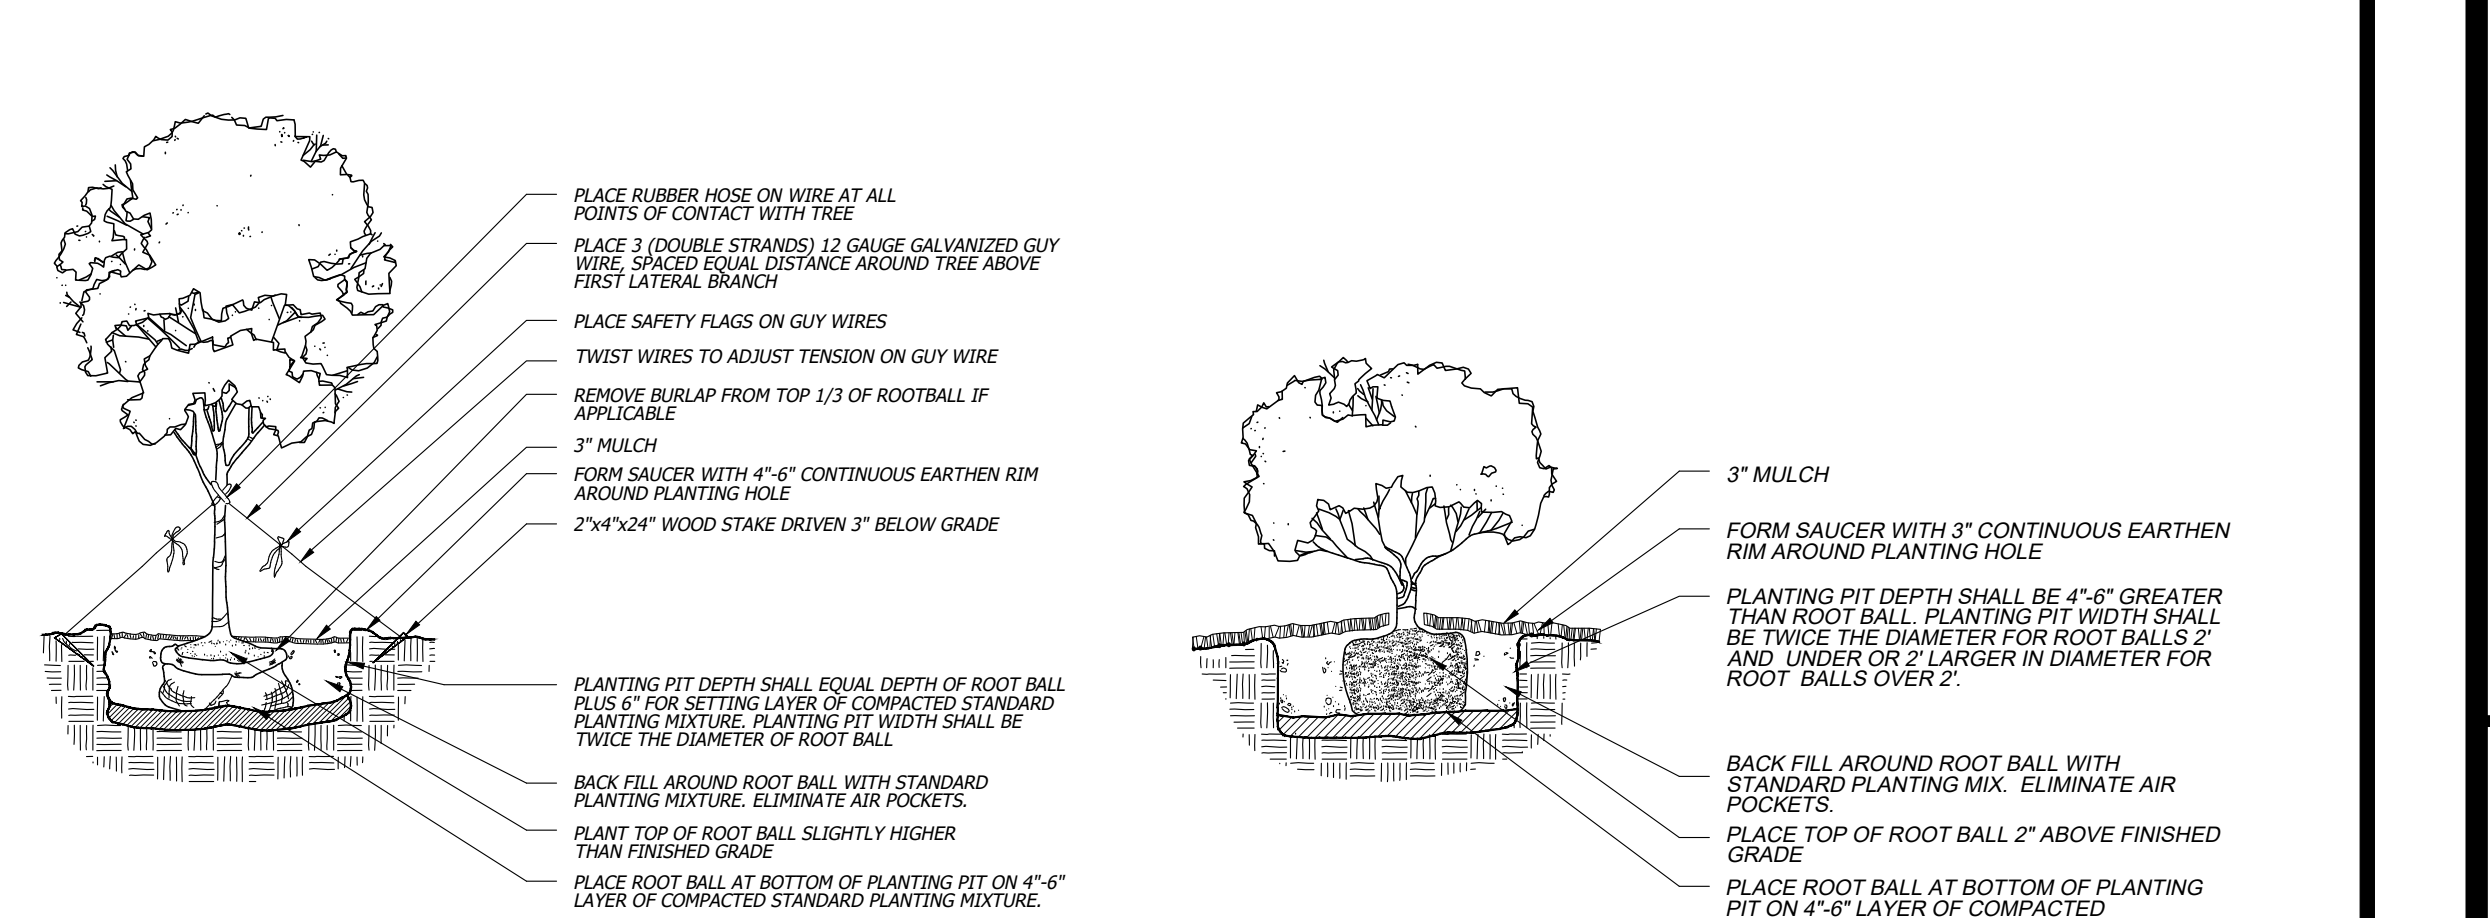 PLACE RUBBER HOSE ON WIRE AT ALL
POINTS OF CONTACT WITH TREE
PLACE 3 (DOUBLE STRANDS) 12 GAUGE GALVANIZED GUY
WIRE, SPACED EQUAL DISTANCE AROUND TREE ABOVE
FIRST LATERAL BRANCH
PLACE SAFETY FLAGS ON GUY WIRES
TWIST WIRES TO ADJUST TENSION ON GUY WIRE
REMOVE BURLAP FROM TOP 1/3 OF ROOTBALL IF
APPLICABLE
3" MULCH
FORM SAUCER WITH 4"-6" CONTINUOUS EARTHEN RIM
AROUND PLANTING HOLE
2"x4"x24" WOOD STAKE DRIVEN 3" BELOW GRADE
PLANTING PIT DEPTH SHALL EQUAL DEPTH OF ROOT BALL
PLUS 6" FOR SETTING LAYER OF COMPACTED STANDARD
PLANTING MIXTURE. PLANTING PIT WIDTH SHALL BE
TWICE THE DIAMETER OF ROOT BALL
BACK FILL AROUND ROOT BALL WITH STANDARD
PLANTING MIXTURE. ELIMINATE AIR POCKETS.
PLANT TOP OF ROOT BALL SLIGHTLY HIGHER
THAN FINISHED GRADE
PLACE ROOT BALL AT BOTTOM OF PLANTING PIT ON 4"-6"
LAYER OF COMPACTED STANDARD PLANTING MIXTURE.
3" MULCH
FORM SAUCER WITH 3" CONTINUOUS EARTHEN
RIM AROUND PLANTING HOLE
PLANTING PIT DEPTH SHALL BE 4"-6" GREATER
THAN ROOT BALL. PLANTING PIT WIDTH SHALL
BE TWICE THE DIAMETER FOR ROOT BALLS 2'
AND UNDER OR 2' LARGER IN DIAMETER FOR
ROOT BALLS OVER 2'.
BACK FILL AROUND ROOT BALL WITH
STANDARD PLANTING MIX. ELIMINATE AIR
POCKETS.
PLACE TOP OF ROOT BALL 2" ABOVE FINISHED
GRADE
PLACE ROOT BALL AT BOTTOM OF PLANTING
PIT ON 4"-6" LAYER OF COMPACTED